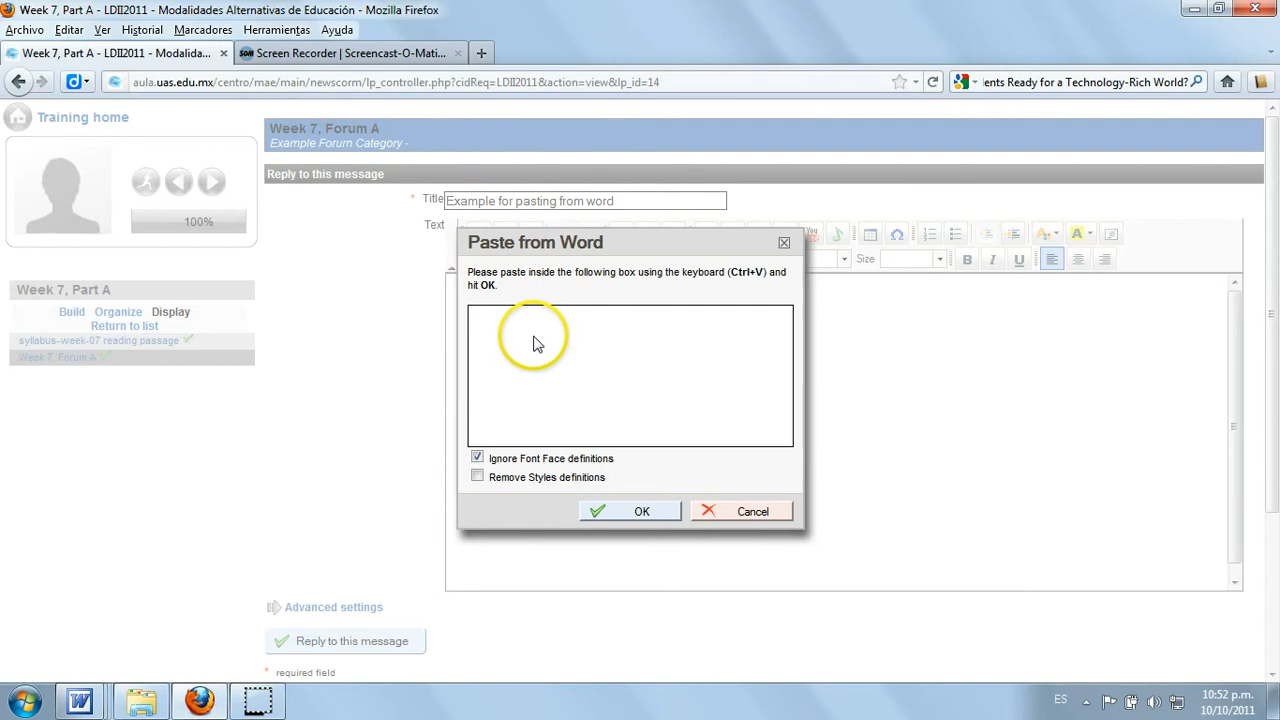 Week 7, Part A - LDII2011 - Modalidades Alternativas de Educación - Mozilla Firefox
Archivo Editar Ver Historial Marcadores Herramientas Ayuda
Week 7, Part A - LDII2011 - Modalida...
SOM Screen Recorder | Screencast-O-Mati...
aula.uas.edu.mx/centro/mae/main/newscorm/lp_controller.php?cidReq=LDII2011&action=view&lp_id=14
ents Ready for a Technology-Rich World?
Training home
100%
Week 7, Part A
Build Organize Display
Return to list
syllabus-week-07 reading passage
Week 7, Forum A
Week 7, Forum A
Example Forum Category -
Reply to this message
* Title Example for pasting from word
Text
You
Size
B I U
Paste from Word
Please paste inside the following box using the keyboard (Ctrl+V) and
hit OK.
Ignore Font Face definitions
Remove Styles definitions
OK Cancel
Advanced settings
Reply to this message
* required field
ES
10:52 p.m.
10/10/2011